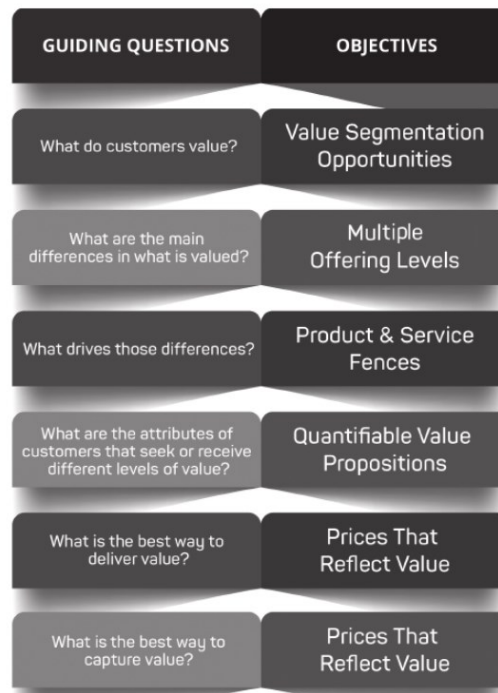 GUIDING QUESTIONS
OBJECTIVES
What do customers value?
Value Segmentation
Opportunities
What are the main
differences in what is valued?
Multiple
Offering Levels
What drives those differences?
Product & Service
Fences
What are the attributes of
customers that seek or receive
different levels of value?
Quantifiable Value
Propositions
What is the best way to
deliver value?
Prices That
Reflect Value
What is the best way to
capture value?
Prices That
Reflect Value